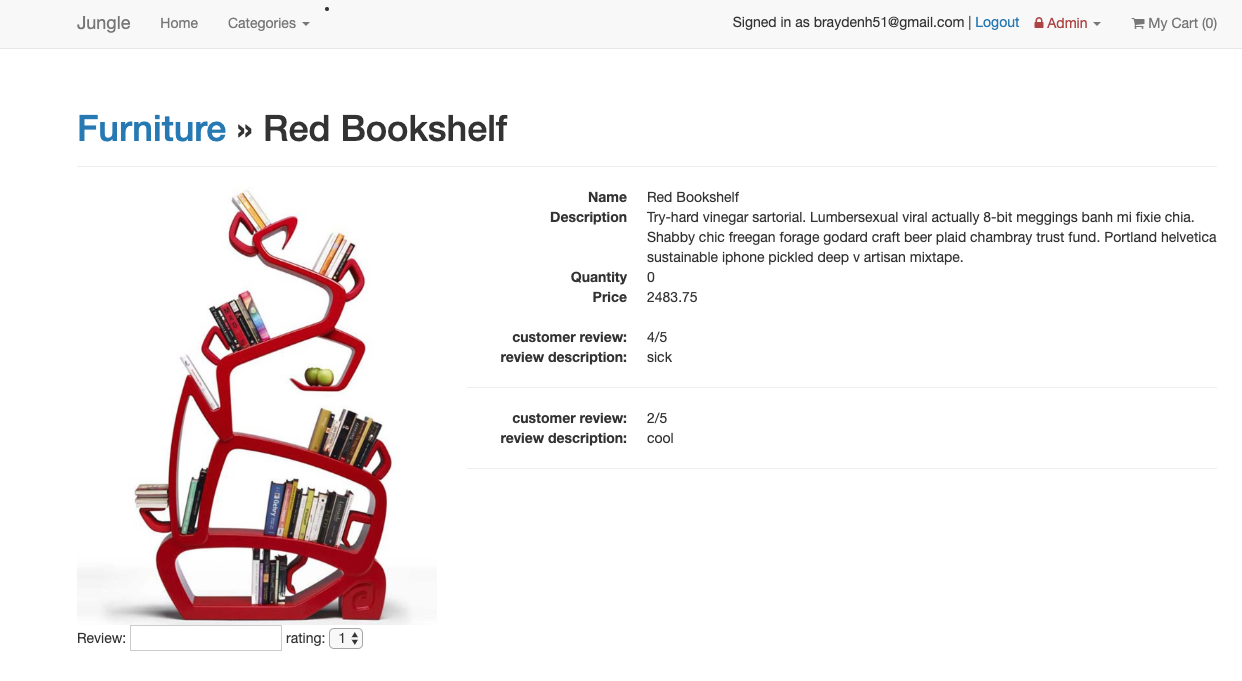 Jungle Home Categories Signed in as braydenh51@gmail.com | Logout Admin My Cart (0)
Furniture » Red Bookshelf
Name Red Bookshelf
Description Try-hard vinegar sartorial. Lumbersexual viral actually 8-bit meggings banh mi fixie chia.
Shabby chic freegan forage godard craft beer plaid chambray trust fund. Portland helvetica
sustainable iphone pickled deep v artisan mixtape.
Quantity 0
Price 2483.75
customer review: 4/5
review description: sick
customer review: 2/5
review description: cool
Review: rating: 1